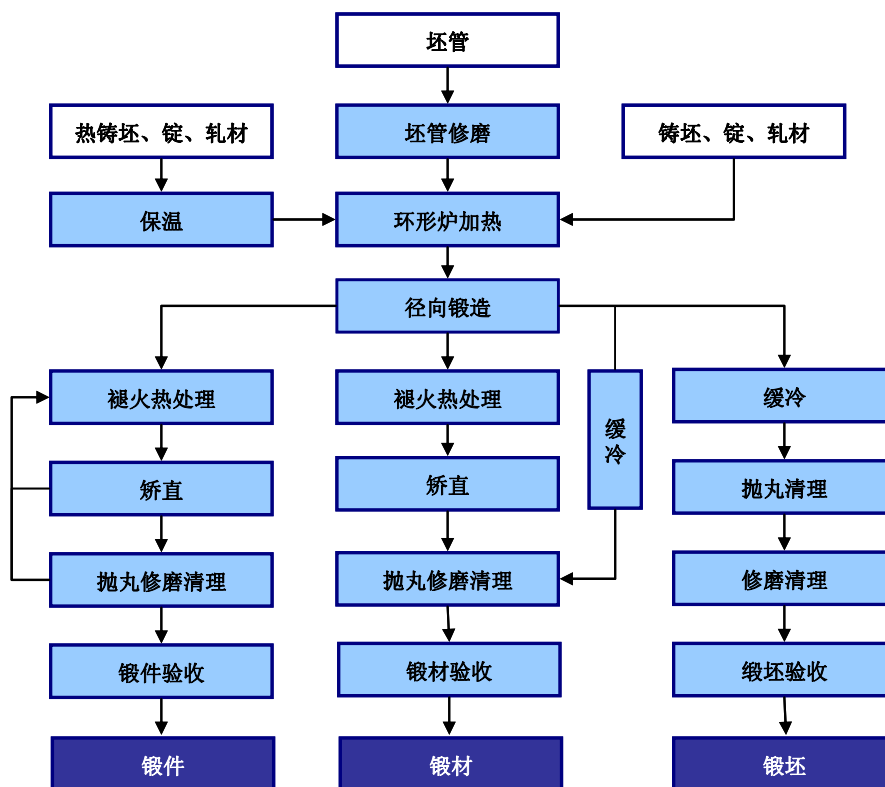 坯管
热铸坯、锭、轧材
坯管修磨
铸坯、锭、轧材
保温
环形炉加热
径向锻造
褪火热处理
褪火热处理
缓冷
缓冷
矫直
矫直
抛丸清理
抛丸修磨清理
抛丸修磨清理
修磨清理
锻件验收
锻材验收
缎坯验收
锻件
锻材
锻坯